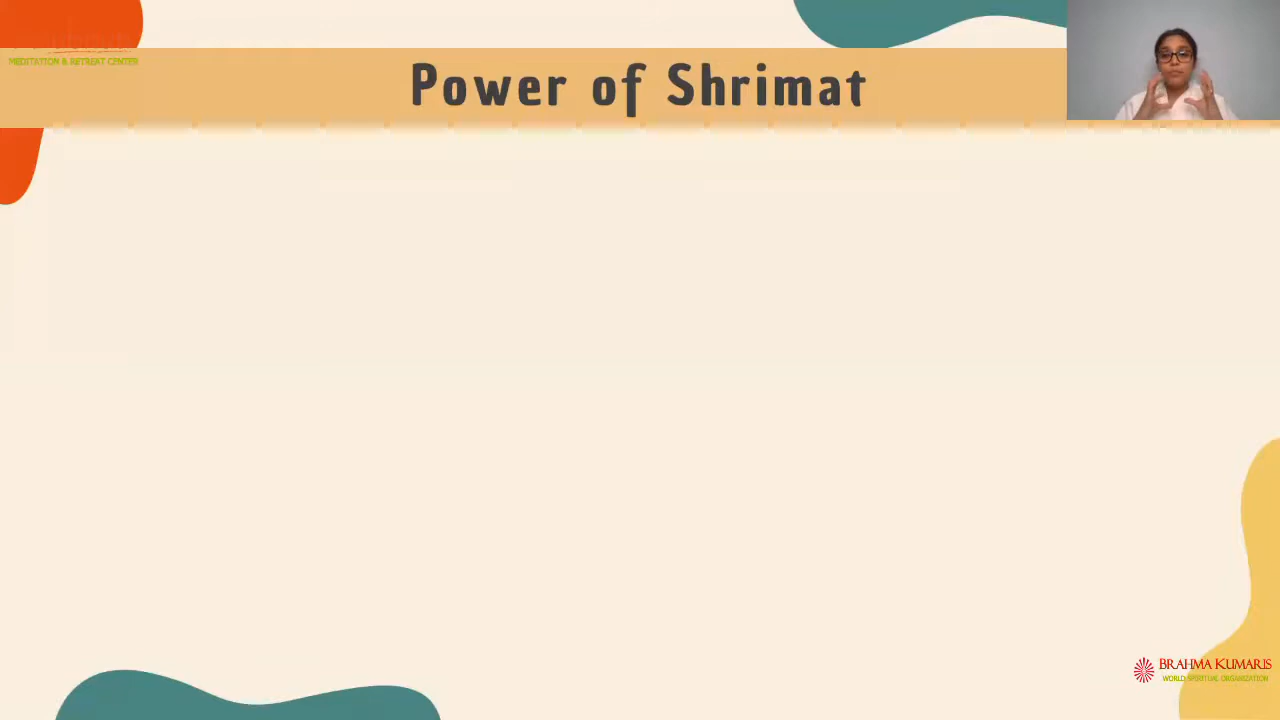 MEDITATION & RETREAT CENTER
Power of Shrimat
BRAHMA KUMARIS
WORLD SPIRITUAL ORGANIZATION